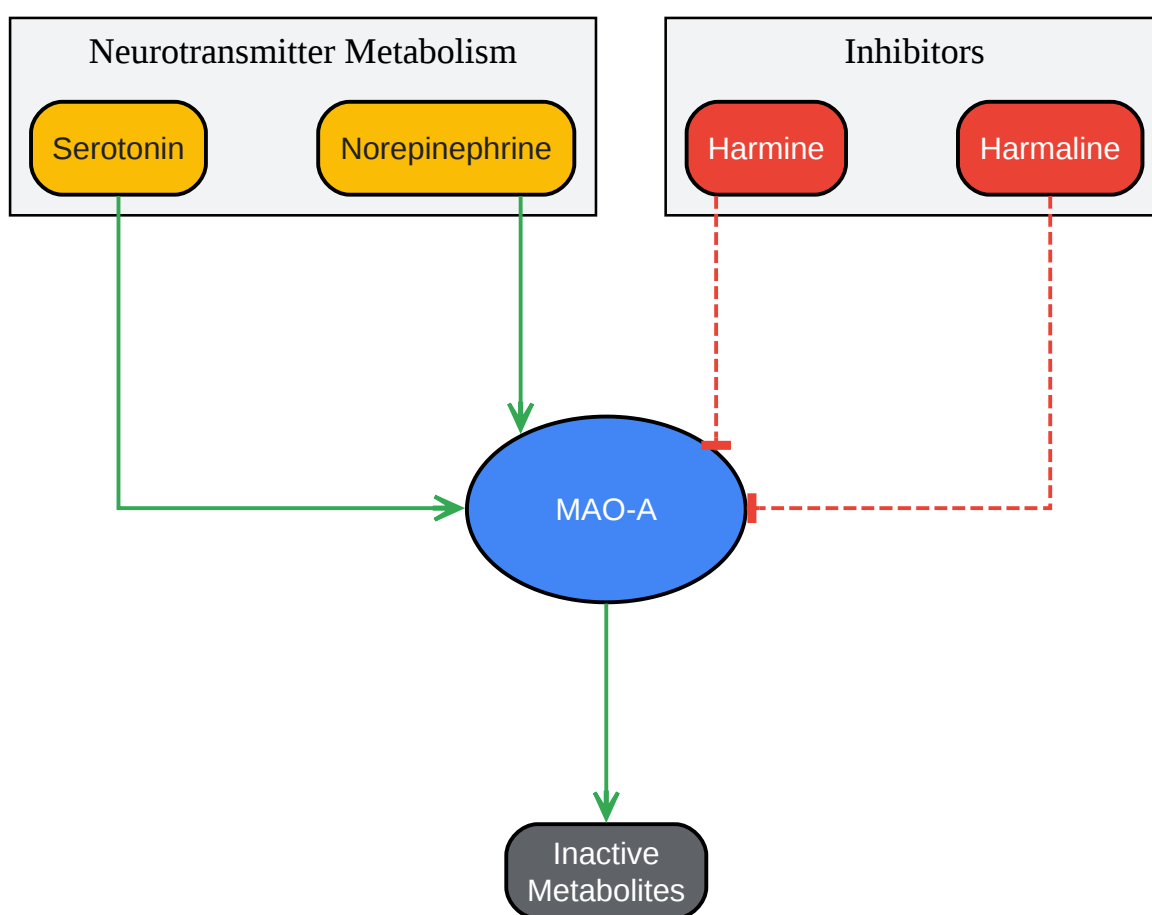 Neurotransmitter Metabolism
Inhibitors
Serotonin
Norepinephrine
Harmine
Harmaline
MAO-A
Inactive
Metabolites